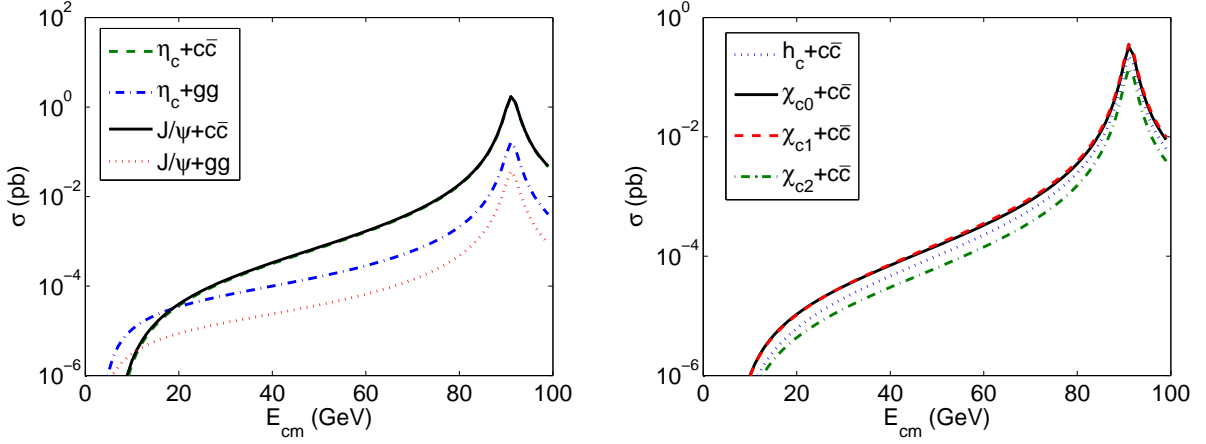 10^2
10^0
10^-2
10^-4
10^-6
σ (pb)
η_c+cc̄
η_c+gg
J/ψ+cc̄
J/ψ+gg
0 20 40 60 80 100
E_cm (GeV)
10^0
10^-2
10^-4
10^-6
σ (pb)
h_c+cc̄
χ_c0+cc̄
χ_c1+cc̄
χ_c2+cc̄
0 20 40 60 80 100
E_cm (GeV)